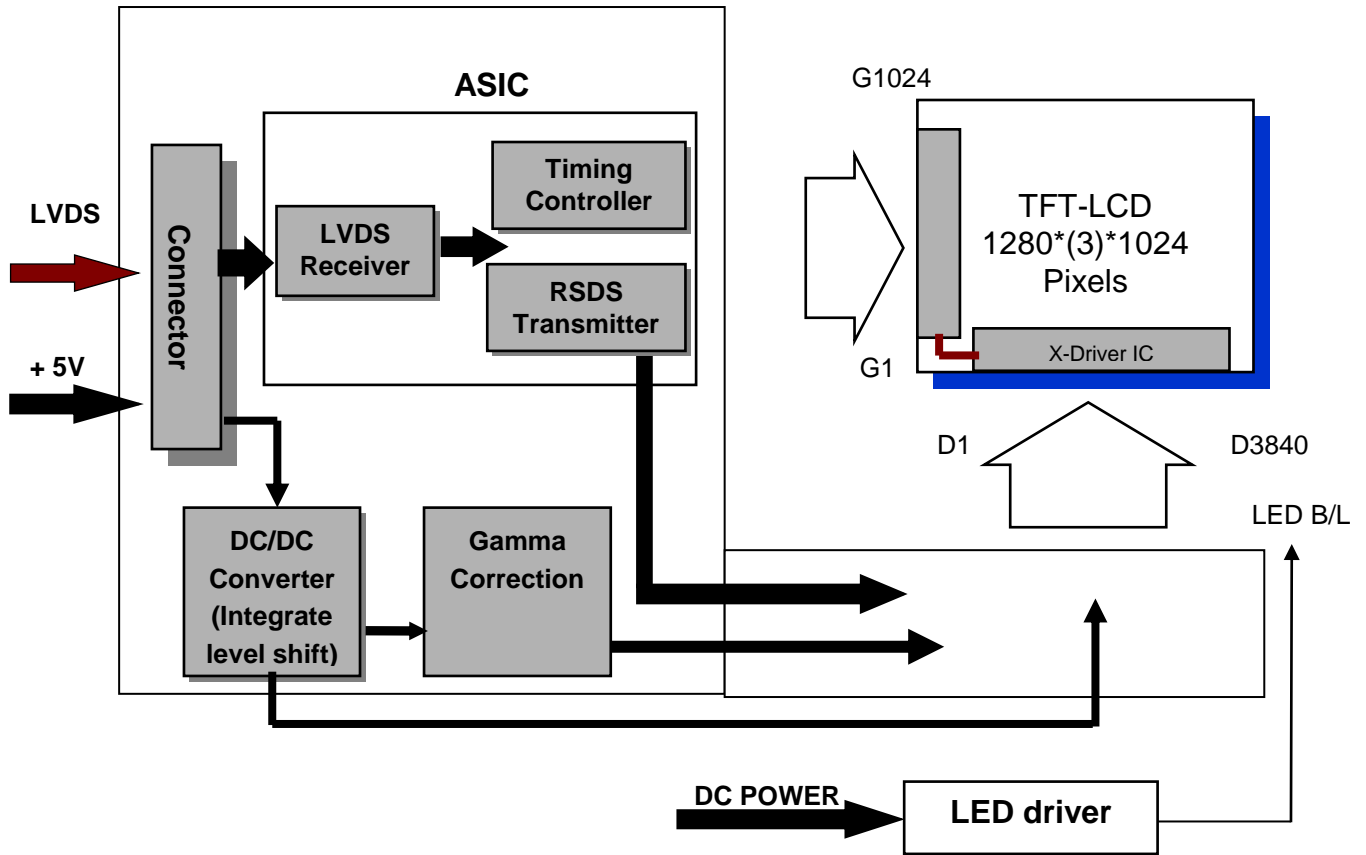 ASIC
LVDS
+ 5V
Connector
LVDS
Receiver
Timing
Controller
RSDS
Transmitter
DC/DC
Converter
(Integrate
level shift)
Gamma
Correction
G1024
TFT-LCD
1280*(3)*1024
Pixels
X-Driver IC
G1
D1
D3840
LED B/L
DC POWER
LED driver